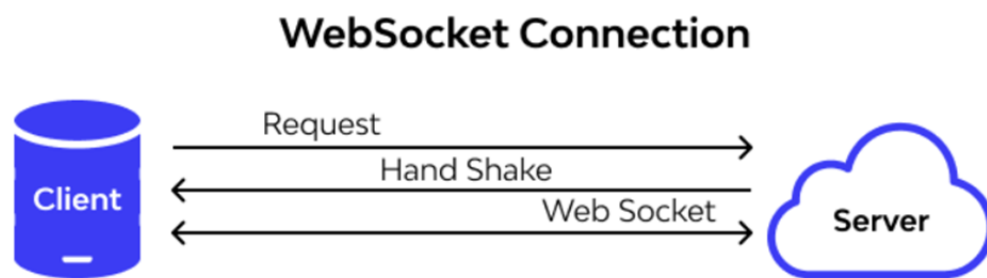 WebSocket Connection
Request
Hand Shake
Web Socket
Client
Server